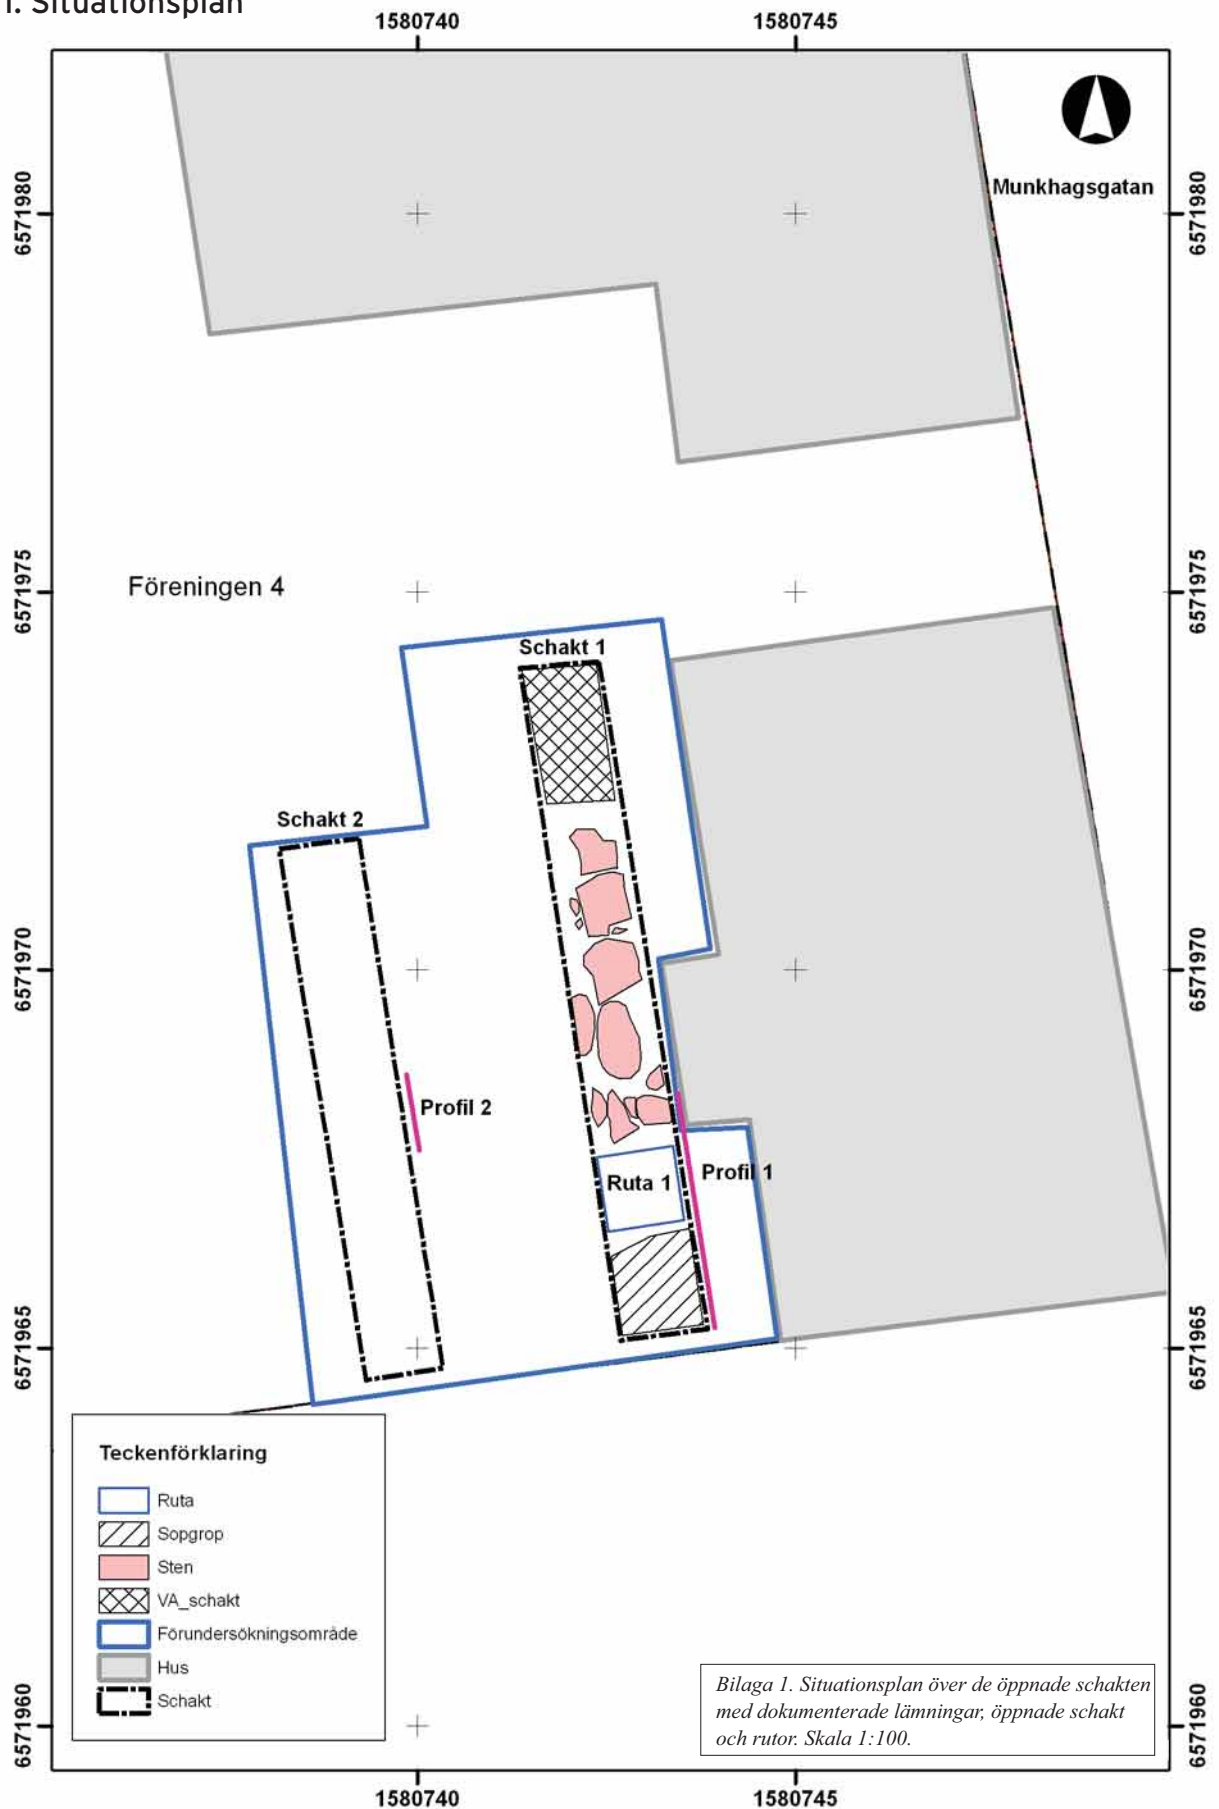 1. Situationsplan
1580740
1580745
6571980
6571980
Munkhagsgatan
6571975
6571975
Föreningen 4
Schakt 1
Schakt 2
6571970
6571970
Profil 2
Profil 1
Ruta 1
6571965
6571965
Teckenförklaring
Ruta
Sopgrop
Sten
VA_schakt
Förundersökningsområde
Hus
Schakt
Bilaga 1. Situationsplan över de öppnade schakten
med dokumenterade lämningar, öppnade schakt
och rutor. Skala 1:100.
6571960
6571960
1580740
1580745